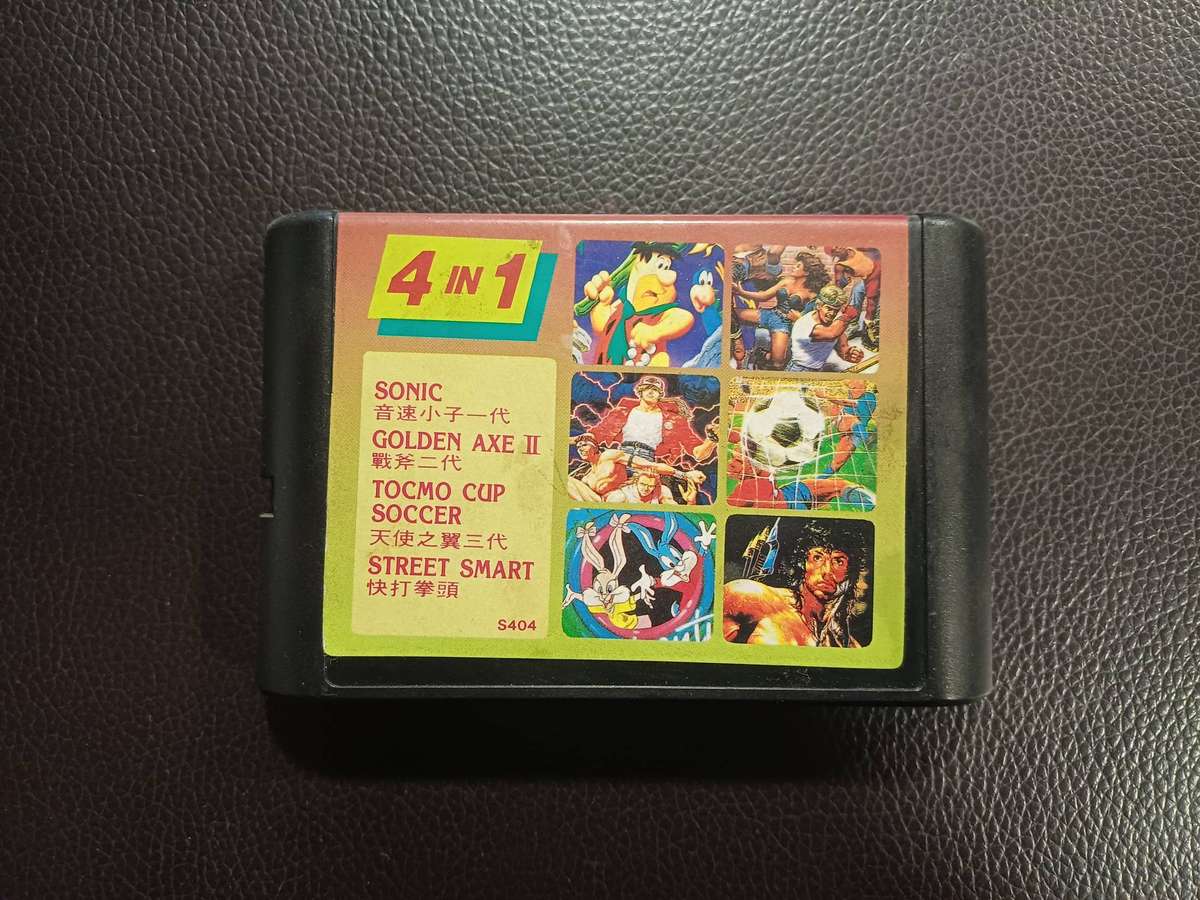 4 IN 1
SONIC
音速小子一代
GOLDEN AXE II
戰斧二代
TOCMO CUP
SOCCER
天使之翼三代
STREET SMART
快打拳頭
S404